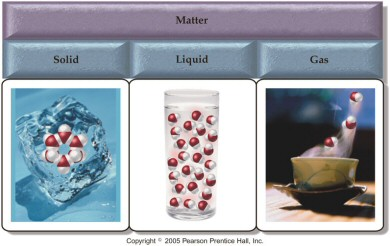 Matter
Solid
Liquid
Gas
Copyright © 2005 Pearson Prentice Hall, Inc.